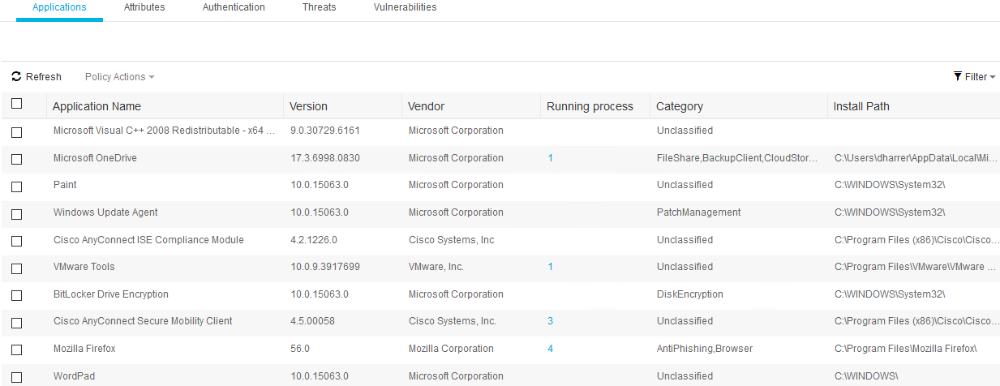 Applications Attributes Authentication Threats Vulnerabilities
Refresh Policy Actions Filter
Application Name Version Vendor Running process Category Install Path
Microsoft Visual C++ 2008 Redistributable - x64 ... 9.0.30729.6161 Microsoft Corporation Unclassified
Microsoft OneDrive 17.3.6998.0830 Microsoft Corporation 1 FileShare,BackupClient,CloudStor... C:\Users\dharrer\AppData\Local\Mi...
Paint 10.0.15063.0 Microsoft Corporation Unclassified C:\WINDOWS\System32\
Windows Update Agent 10.0.15063.0 Microsoft Corporation PatchManagement C:\WINDOWS\System32\
Cisco AnyConnect ISE Compliance Module 4.2.1226.0 Cisco Systems, Inc Unclassified C:\Program Files (x86)\Cisco\Cisco...
VMware Tools 10.0.9.3917699 VMware, Inc. 1 Unclassified C:\Program Files\VMware\VMware ...
BitLocker Drive Encryption 10.0.15063.0 Microsoft Corporation DiskEncryption C:\WINDOWS\System32\
Cisco AnyConnect Secure Mobility Client 4.5.00058 Cisco Systems, Inc. 3 Unclassified C:\Program Files (x86)\Cisco\Cisco...
Mozilla Firefox 56.0 Mozilla Corporation 4 AntiPhishing,Browser C:\Program Files\Mozilla Firefox\
WordPad 10.0.15063.0 Microsoft Corporation Unclassified C:\WINDOWS\